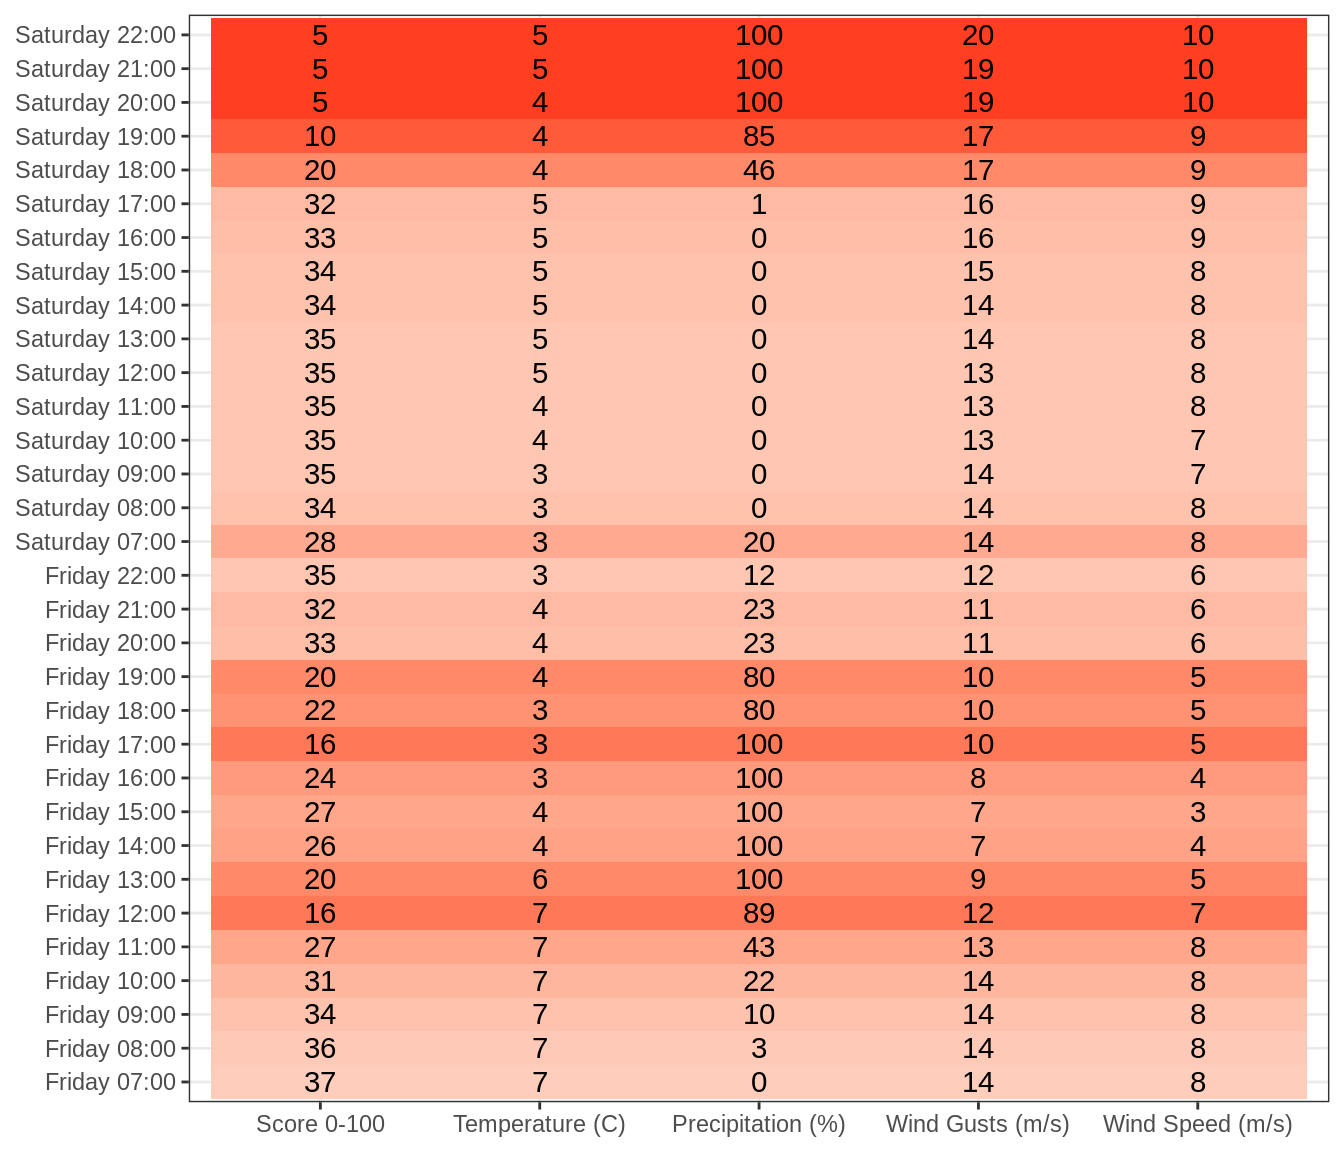 Saturday 22:00 5 5 100 20 10
Saturday 21:00 5 5 100 19 10
Saturday 20:00 5 4 100 19 10
Saturday 19:00 10 4 85 17 9
Saturday 18:00 20 4 46 17 9
Saturday 17:00 32 5 1 16 9
Saturday 16:00 33 5 0 16 9
Saturday 15:00 34 5 0 15 8
Saturday 14:00 34 5 0 14 8
Saturday 13:00 35 5 0 14 8
Saturday 12:00 35 5 0 13 8
Saturday 11:00 35 4 0 13 8
Saturday 10:00 35 4 0 13 7
Saturday 09:00 35 3 0 14 7
Saturday 08:00 34 3 0 14 8
Saturday 07:00 28 3 20 14 8
Friday 22:00 35 3 12 12 6
Friday 21:00 32 4 23 11 6
Friday 20:00 33 4 23 11 6
Friday 19:00 20 4 80 10 5
Friday 18:00 22 3 80 10 5
Friday 17:00 16 3 100 10 5
Friday 16:00 24 3 100 8 4
Friday 15:00 27 4 100 7 3
Friday 14:00 26 4 100 7 4
Friday 13:00 20 6 100 9 5
Friday 12:00 16 7 89 12 7
Friday 11:00 27 7 43 13 8
Friday 10:00 31 7 22 14 8
Friday 09:00 34 7 10 14 8
Friday 08:00 36 7 3 14 8
Friday 07:00 37 7 0 14 8
Score 0-100 Temperature (C) Precipitation (%) Wind Gusts (m/s) Wind Speed (m/s)